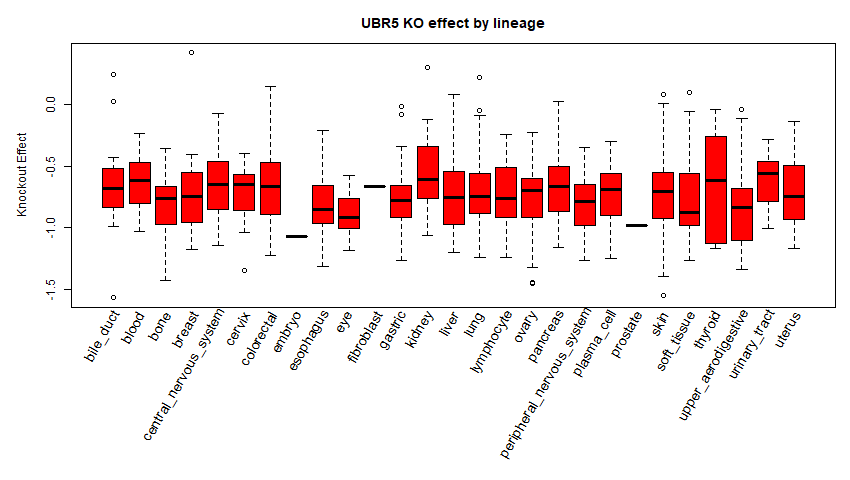 UBR5 KO effect by lineage
Knockout Effect
0.0
-0.5
-1.0
-1.5
bile_duct
blood
bone
breast
central_nervous_system
cervix
colorectal
embryo
esophagus
eye
fibroblast
gastric
kidney
liver
lung
lymphocyte
ovary
pancreas
peripheral_nervous_system
plasma_cell
prostate
skin
soft_tissue
thyroid
upper_aerodigestive
urinary_tract
uterus